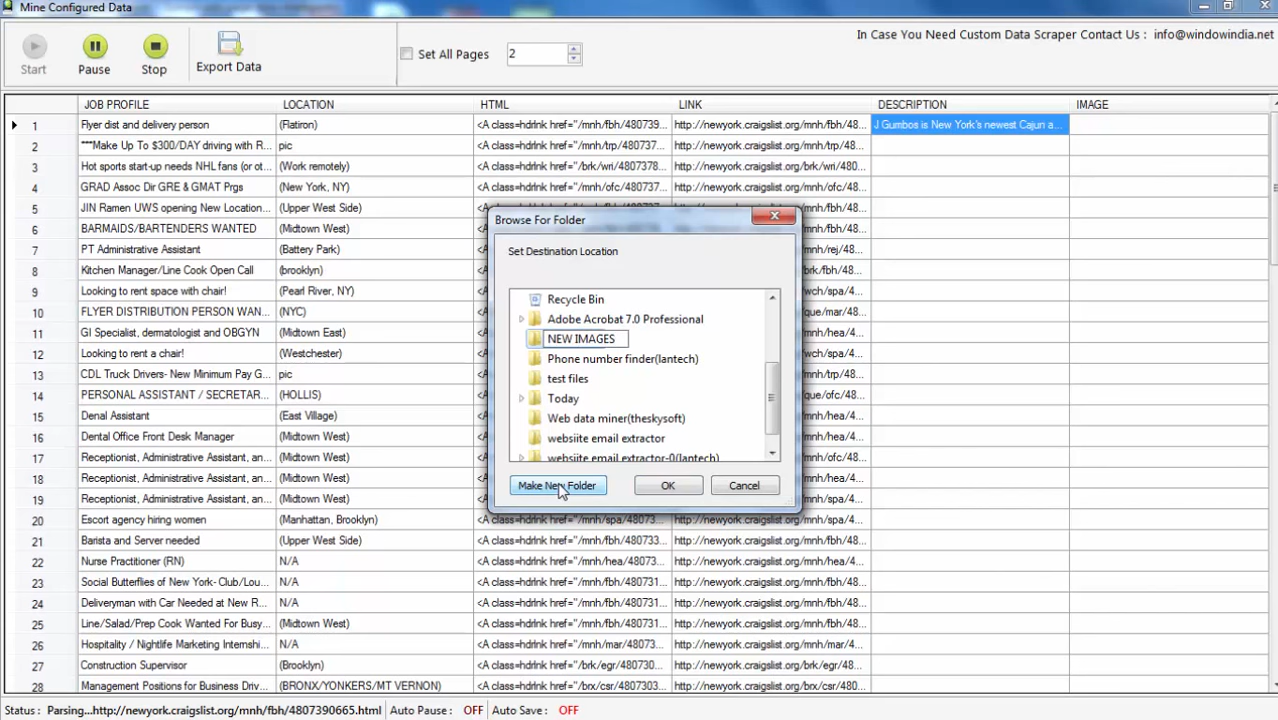 Mine Configured Data
In Case You Need Custom Data Scraper Contact Us : info@windowindia.net
Start Pause Stop Export Data Set All Pages 2
JOB PROFILE LOCATION HTML LINK DESCRIPTION IMAGE
1 Flyer dist and delivery person (Flatiron) <A class=hdrlnk href="/mnh/fbh/480739... http://newyork.craigslist.org/mnh/fbh/48... J Gumbos is New York's newest Cajun a...
2 ***Make Up To $300/DAY driving with R... pic <A class=hdrlnk href="/mnh/trp/480737... http://newyork.craigslist.org/mnh/trp/48...
3 Hot sports start-up needs NHL fans (or ot... (Work remotely) <A class=hdrlnk href="/brk/wri/4807378... http://newyork.craigslist.org/brk/wri/480...
4 GRAD Assoc Dir GRE & GMAT Prgs (New York, NY) <A class=hdrlnk href="/mnh/ofc/480737... http://newyork.craigslist.org/mnh/ofc/48...
5 JIN Ramen UWS opening New Location... (Upper West Side)
6 BARMAIDS/BARTENDERS WANTED (Midtown West)
7 PT Administrative Assistant (Battery Park)
8 Kitchen Manager/Line Cook Open Call (brooklyn)
9 Looking to rent space with chair! (Pearl River, NY)
10 FLYER DISTRIBUTION PERSON WAN... (NYC)
11 GI Specialist, dermatologist and OBGYN (Midtown East)
12 Looking to rent a chair! (Westchester)
13 CDL Truck Drivers- New Minimum Pay G... pic
14 PERSONAL ASSISTANT / SECRETAR... (HOLLIS)
15 Denal Assistant (East Village)
16 Dental Office Front Desk Manager (Midtown West)
17 Receptionist, Administrative Assistant, an... (Midtown West)
18 Receptionist, Administrative Assistant, an... (Midtown West)
19 Receptionist, Administrative Assistant, an... (Midtown West)
20 Escort agency hiring women (Manhattan, Brooklyn) <A class=hdrlnk href="/mnh/spa/480733... http://newyork.craigslist.org/mnh/spa/4...
21 Barista and Server needed (Upper West Side) <A class=hdrlnk href="/mnh/fbh/480733... http://newyork.craigslist.org/mnh/fbh/48...
22 Nurse Practitioner (RN) N/A <A class=hdrlnk href="/mnh/hea/48073... http://newyork.craigslist.org/mnh/hea/4...
23 Social Butterflies of New York- Club/Lou... N/A <A class=hdrlnk href="/mnh/fbh/480731... http://newyork.craigslist.org/mnh/fbh/48...
24 Deliveryman with Car Needed at New R... N/A <A class=hdrlnk href="/mnh/fbh/480731... http://newyork.craigslist.org/mnh/fbh/48...
25 Line/Salad/Prep Cook Wanted For Busy... (Midtown West) <A class=hdrlnk href="/mnh/fbh/480731... http://newyork.craigslist.org/mnh/fbh/48...
26 Hospitality / Nightlife Marketing Internshi... N/A <A class=hdrlnk href="/mnh/mar/48073... http://newyork.craigslist.org/mnh/mar/4...
27 Construction Supervisor (Brooklyn) <A class=hdrlnk href="/brk/egr/480730... http://newyork.craigslist.org/brk/egr/48...
28 Management Positions for Business Driv... (BRONX/YONKERS/MT VERNON) <A class=hdrlnk href="/brx/csr/4807303... http://newyork.craigslist.org/brx/csr/480...
Browse For Folder
Set Destination Location
Recycle Bin
Adobe Acrobat 7.0 Professional
NEW IMAGES
Phone number finder(lantech)
test files
Today
Web data miner(theskysoft)
websiite email extractor
websiite email extractor-0(lantech)
Make New Folder OK Cancel
Status : Parsing...http://newyork.craigslist.org/mnh/fbh/4807390665.html Auto Pause : OFF Auto Save : OFF